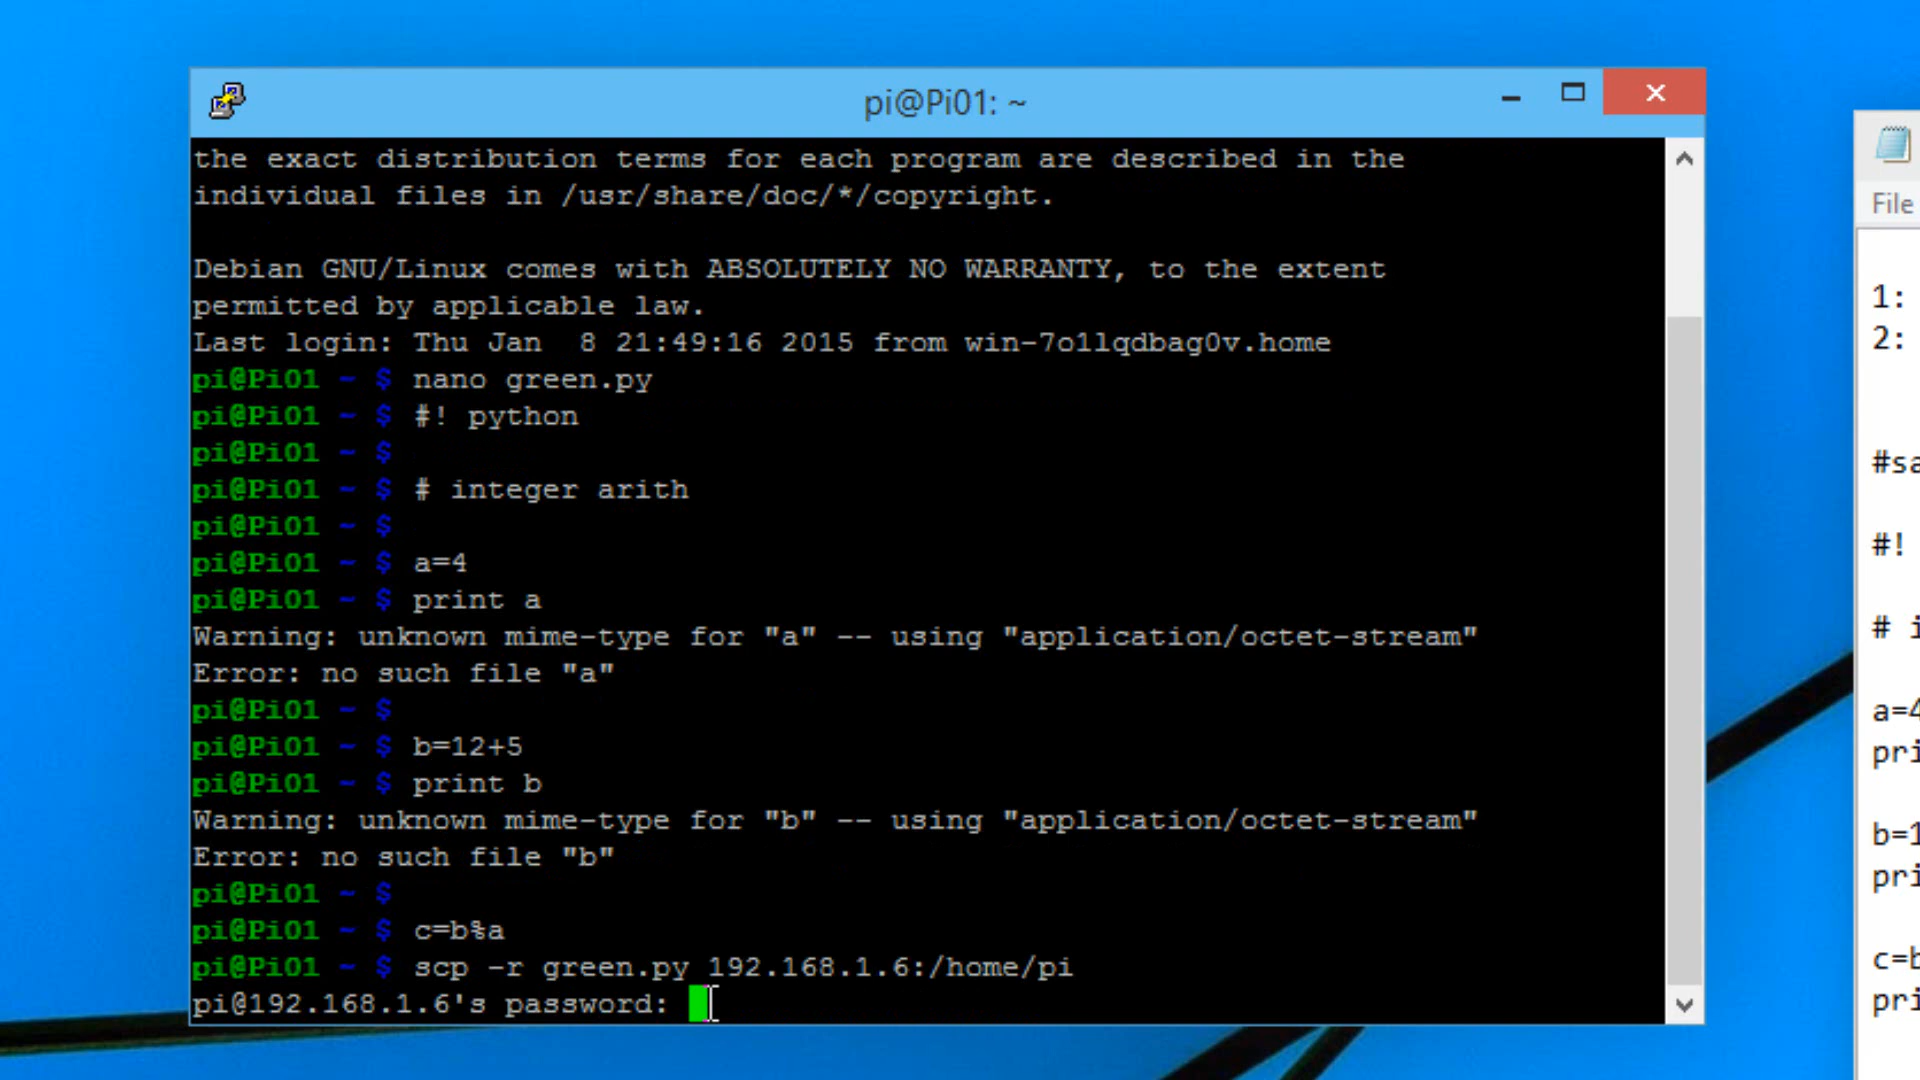 pi@Pi01: ~
the exact distribution terms for each program are described in the
individual files in /usr/share/doc/*/copyright.
Debian GNU/Linux comes with ABSOLUTELY NO WARRANTY, to the extent
permitted by applicable law.
Last login: Thu Jan  8 21:49:16 2015 from win-7o1lqdbag0v.home
pi@Pi01 ~ $ nano green.py
pi@Pi01 ~ $ #! python
pi@Pi01 ~ $
pi@Pi01 ~ $ # integer arith
pi@Pi01 ~ $
pi@Pi01 ~ $ a=4
pi@Pi01 ~ $ print a
Warning: unknown mime-type for "a" -- using "application/octet-stream"
Error: no such file "a"
pi@Pi01 ~ $
pi@Pi01 ~ $ b=12+5
pi@Pi01 ~ $ print b
Warning: unknown mime-type for "b" -- using "application/octet-stream"
Error: no such file "b"
pi@Pi01 ~ $
pi@Pi01 ~ $ c=b%a
pi@Pi01 ~ $ scp -r green.py 192.168.1.6:/home/pi
pi@192.168.1.6's password:
File
1:
2:
#sa
#!
# i
a=4
pri
b=1
pri
c=b
pri